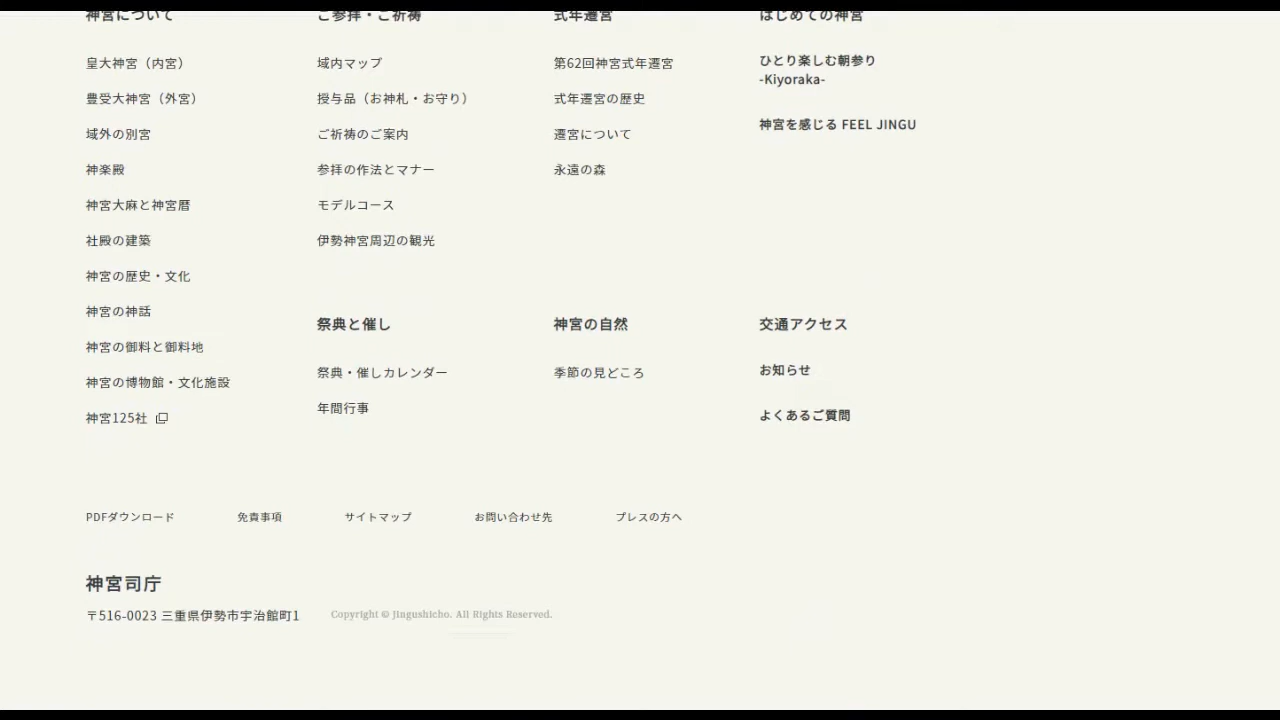 神宮について
皇大神宮（内宮）
豊受大神宮（外宮）
域外の別宮
神楽殿
神宮大麻と神宮暦
社殿の建築
神宮の歴史・文化
神宮の神話
神宮の御料と御料地
神宮の博物館・文化施設
神宮125社
ご参拝・ご祈祷
域内マップ
授与品（お神札・お守り）
ご祈祷のご案内
参拝の作法とマナー
モデルコース
伊勢神宮周辺の観光
祭典と催し
祭典・催しカレンダー
年間行事
式年遷宮
第62回神宮式年遷宮
式年遷宮の歴史
遷宮について
永遠の森
神宮の自然
季節の見どころ
はじめての神宮
ひとり楽しむ朝参り
-Kiyoraka-
神宮を感じる FEEL JINGU
交通アクセス
お知らせ
よくあるご質問
PDFダウンロード
免責事項
サイトマップ
お問い合わせ先
プレスの方へ
神宮司庁
〒516-0023 三重県伊勢市宇治館町1
Copyright © Jingushicho. All Rights Reserved.